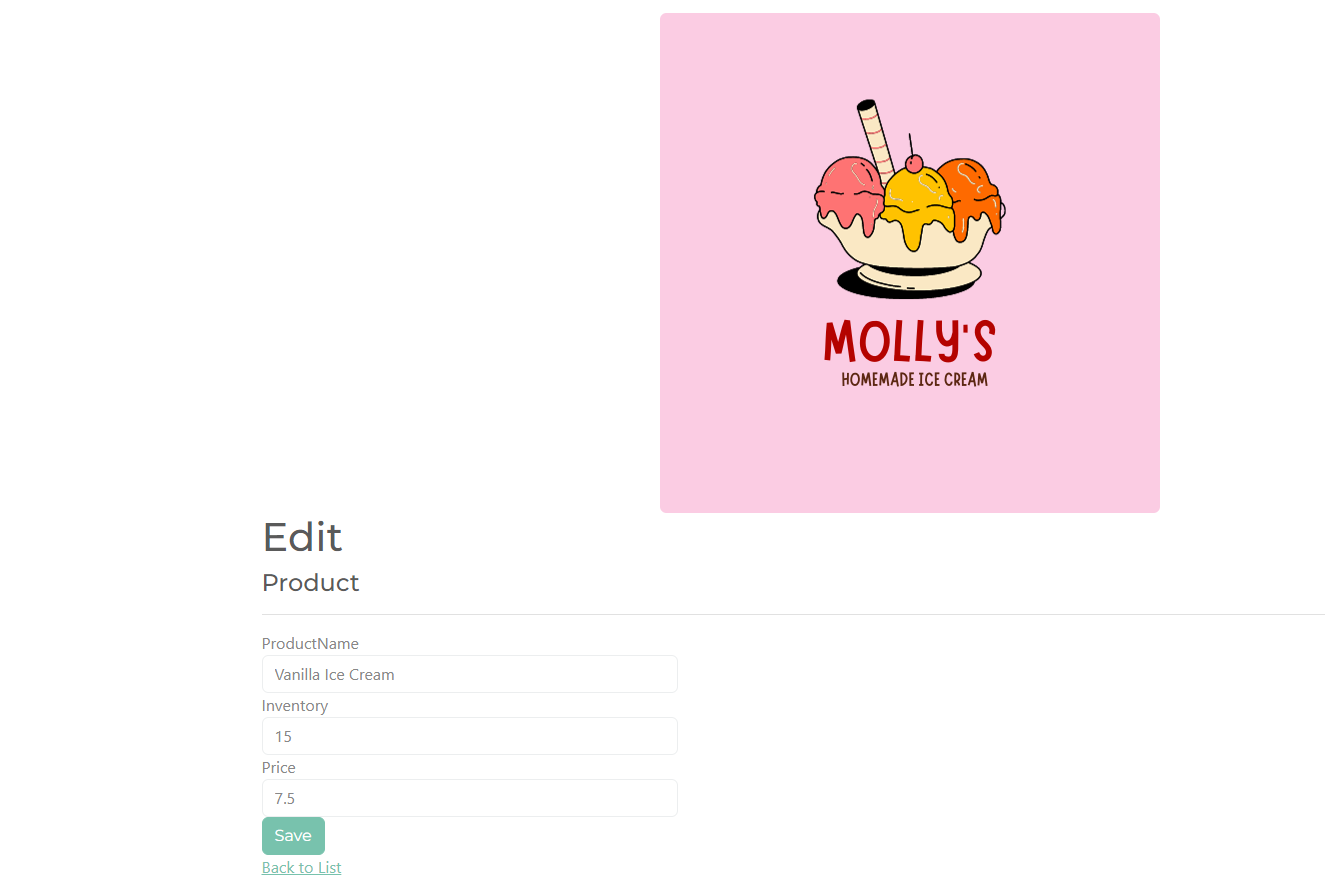 MOLLY'S
HOMEMADE ICE CREAM
Edit
Product
ProductName
Vanilla Ice Cream
Inventory
15
Price
7.5
Save
Back to List